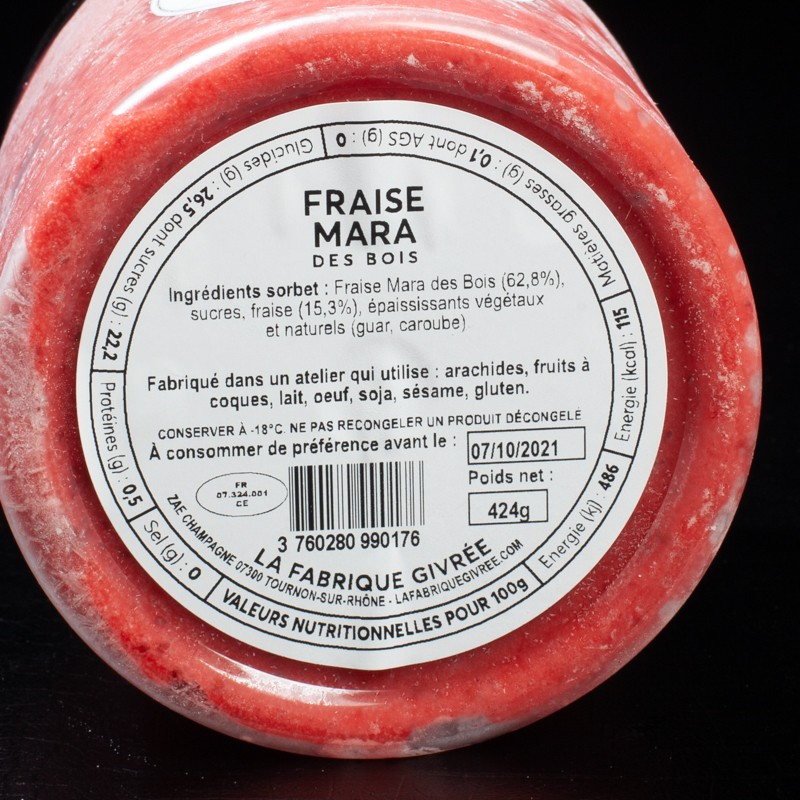 FRAISE
MARA
DES BOIS
Ingrédients sorbet : Fraise Mara des Bois (62,8%),
sucres, fraise (15,3%), épaississants végétaux
et naturels (guar, caroube)
Fabriqué dans un atelier qui utilise : arachides, fruits à
coques, lait, oeuf, soja, sésame, gluten.
CONSERVER À -18°C. NE PAS RECONGELER UN PRODUIT DÉCONGELÉ
À consommer de préférence avant le : 07/10/2021
Poids net :
424g
FR
07.324.001
CE
3 760280 990176
LA FABRIQUE GIVRÉE
ZAE CHAMPAGNE 07300 TOURNON-SUR-RHÔNE - LAFABRIQUEGIVREE.COM
VALEURS NUTRITIONNELLES POUR 100g
Energie (kj) : 486
Energie (kcal) : 115
Matières grasses (g) : 0,1 dont AGS (g) : 0
Glucides (g) : 26,5 dont sucres (g) : 22,2
Protéines (g) : 0,5
Sel (g) : 0